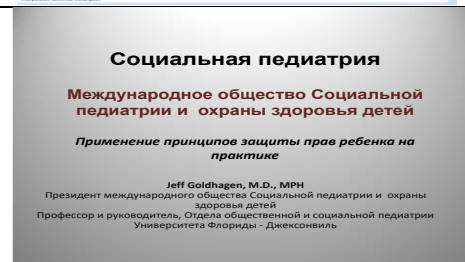 Социальная педиатрия
Международное общество Социальной
педиатрии и охраны здоровья детей
Применение принципов защиты прав ребенка на
практике
Jeff Goldhagen, M.D., MPH
Президент международного общества Социальной педиатрии и охраны
здоровья детей
Профессор и руководитель, Отдела общественной и социальной педиатрии
Университета Флориды - Джексонвиль